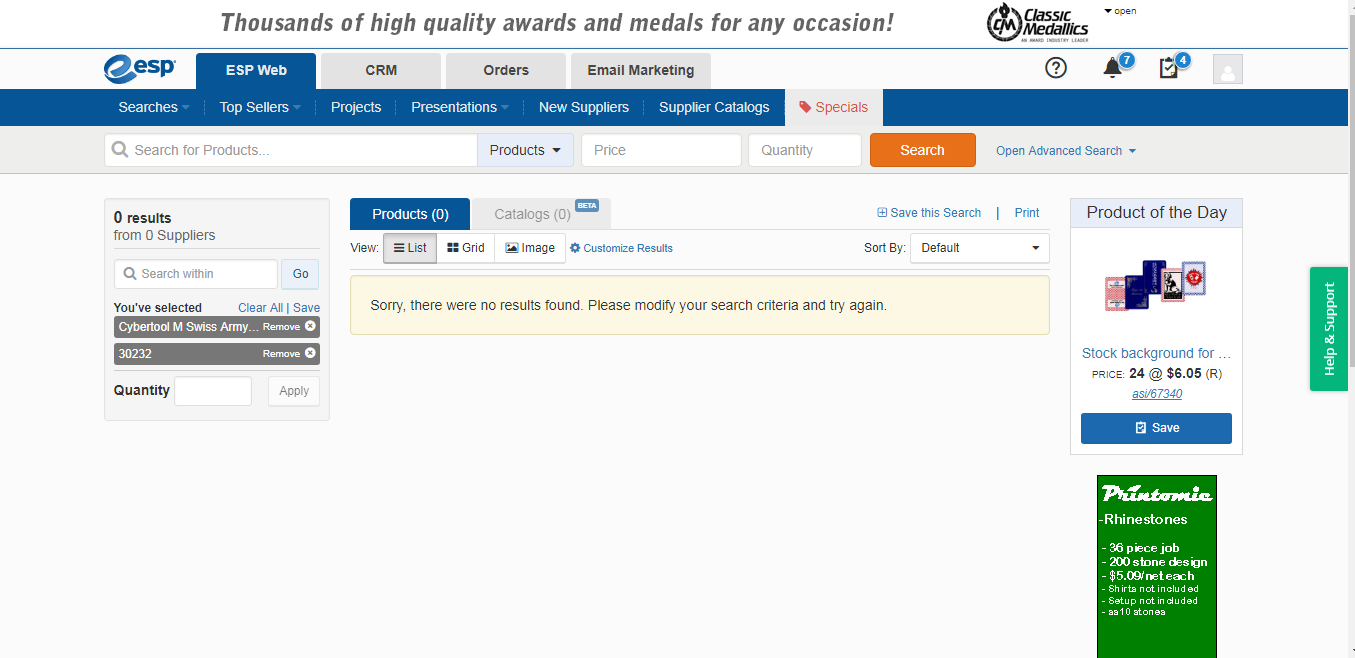 Thousands of high quality awards and medals for any occasion!
CM
Classic
Medallics
AN AWARD INDUSTRY LEADER
open
esp
ESP Web
CRM
Orders
Email Marketing
7
4
Searches
Top Sellers
Projects
Presentations
New Suppliers
Supplier Catalogs
Specials
Search for Products...
Products
Price
Quantity
Search
Open Advanced Search
0 results
from 0 Suppliers
Search within
Go
You've selected
Clear All | Save
Cybertool M Swiss Army... Remove
30232 Remove
Quantity
Apply
Products (0)
Catalogs (0)
BETA
Save this Search | Print
View:
List
Grid
Image
Customize Results
Sort By:
Default
Sorry, there were no results found. Please modify your search criteria and try again.
Product of the Day
Stock background for ...
PRICE: 24 @ $6.05 (R)
asi/67340
Save
Help & Support
Printomic
-Rhinestones
- 36 piece job
- 200 stone design
- $5.09/net each
- Shirts not included
- Setup not included
- ss10 stones